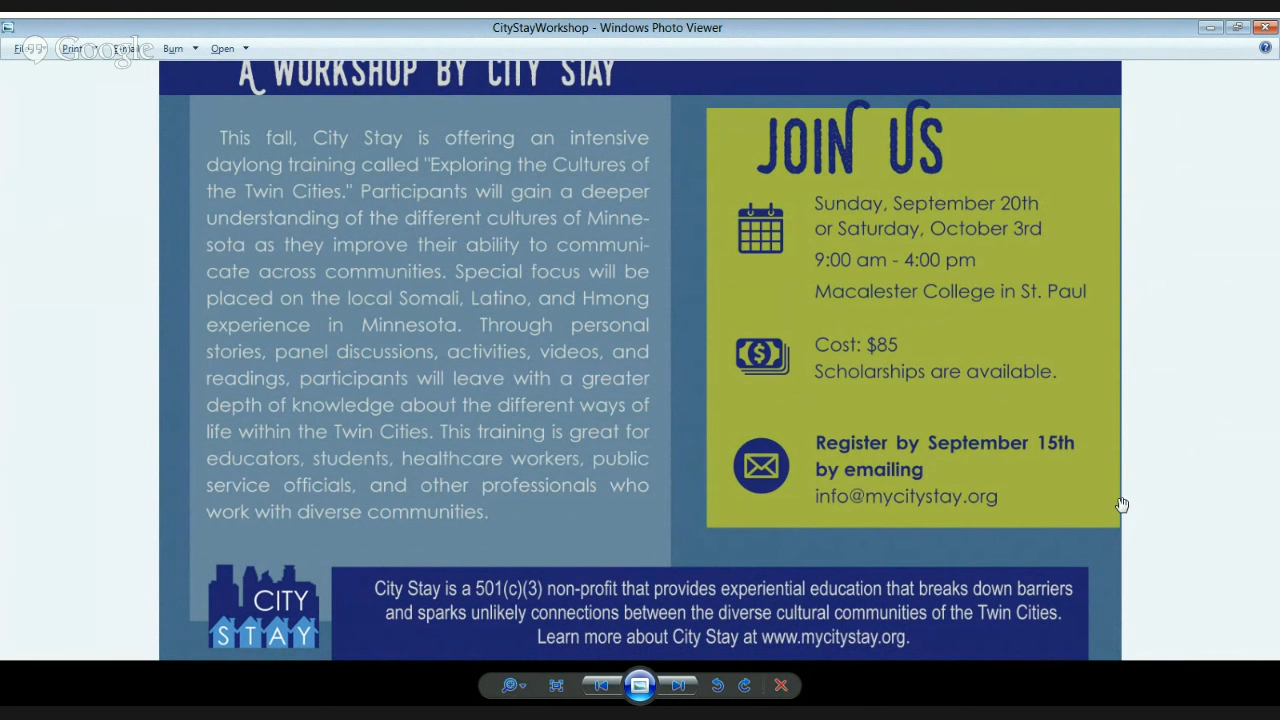 CityStayWorkshop - Windows Photo Viewer
Print
E-mail
Burn
Open
Google
A WORKSHOP BY CITY STAY
This fall, City Stay is offering an intensive
daylong training called "Exploring the Cultures of
the Twin Cities." Participants will gain a deeper
understanding of the different cultures of Minne-
sota as they improve their ability to communi-
cate across communities. Special focus will be
placed on the local Somali, Latino, and Hmong
experience in Minnesota. Through personal
stories, panel discussions, activities, videos, and
readings, participants will leave with a greater
depth of knowledge about the different ways of
life within the Twin Cities. This training is great for
educators, students, healthcare workers, public
service officials, and other professionals who
work with diverse communities.
JOIN US
Sunday, September 20th
or Saturday, October 3rd
9:00 am - 4:00 pm
Macalester College in St. Paul
Cost: $85
Scholarships are available.
Register by September 15th
by emailing
info@mycitystay.org
CITY
STAY
City Stay is a 501(c)(3) non-profit that provides experiential education that breaks down barriers
and sparks unlikely connections between the diverse cultural communities of the Twin Cities.
Learn more about City Stay at www.mycitystay.org.